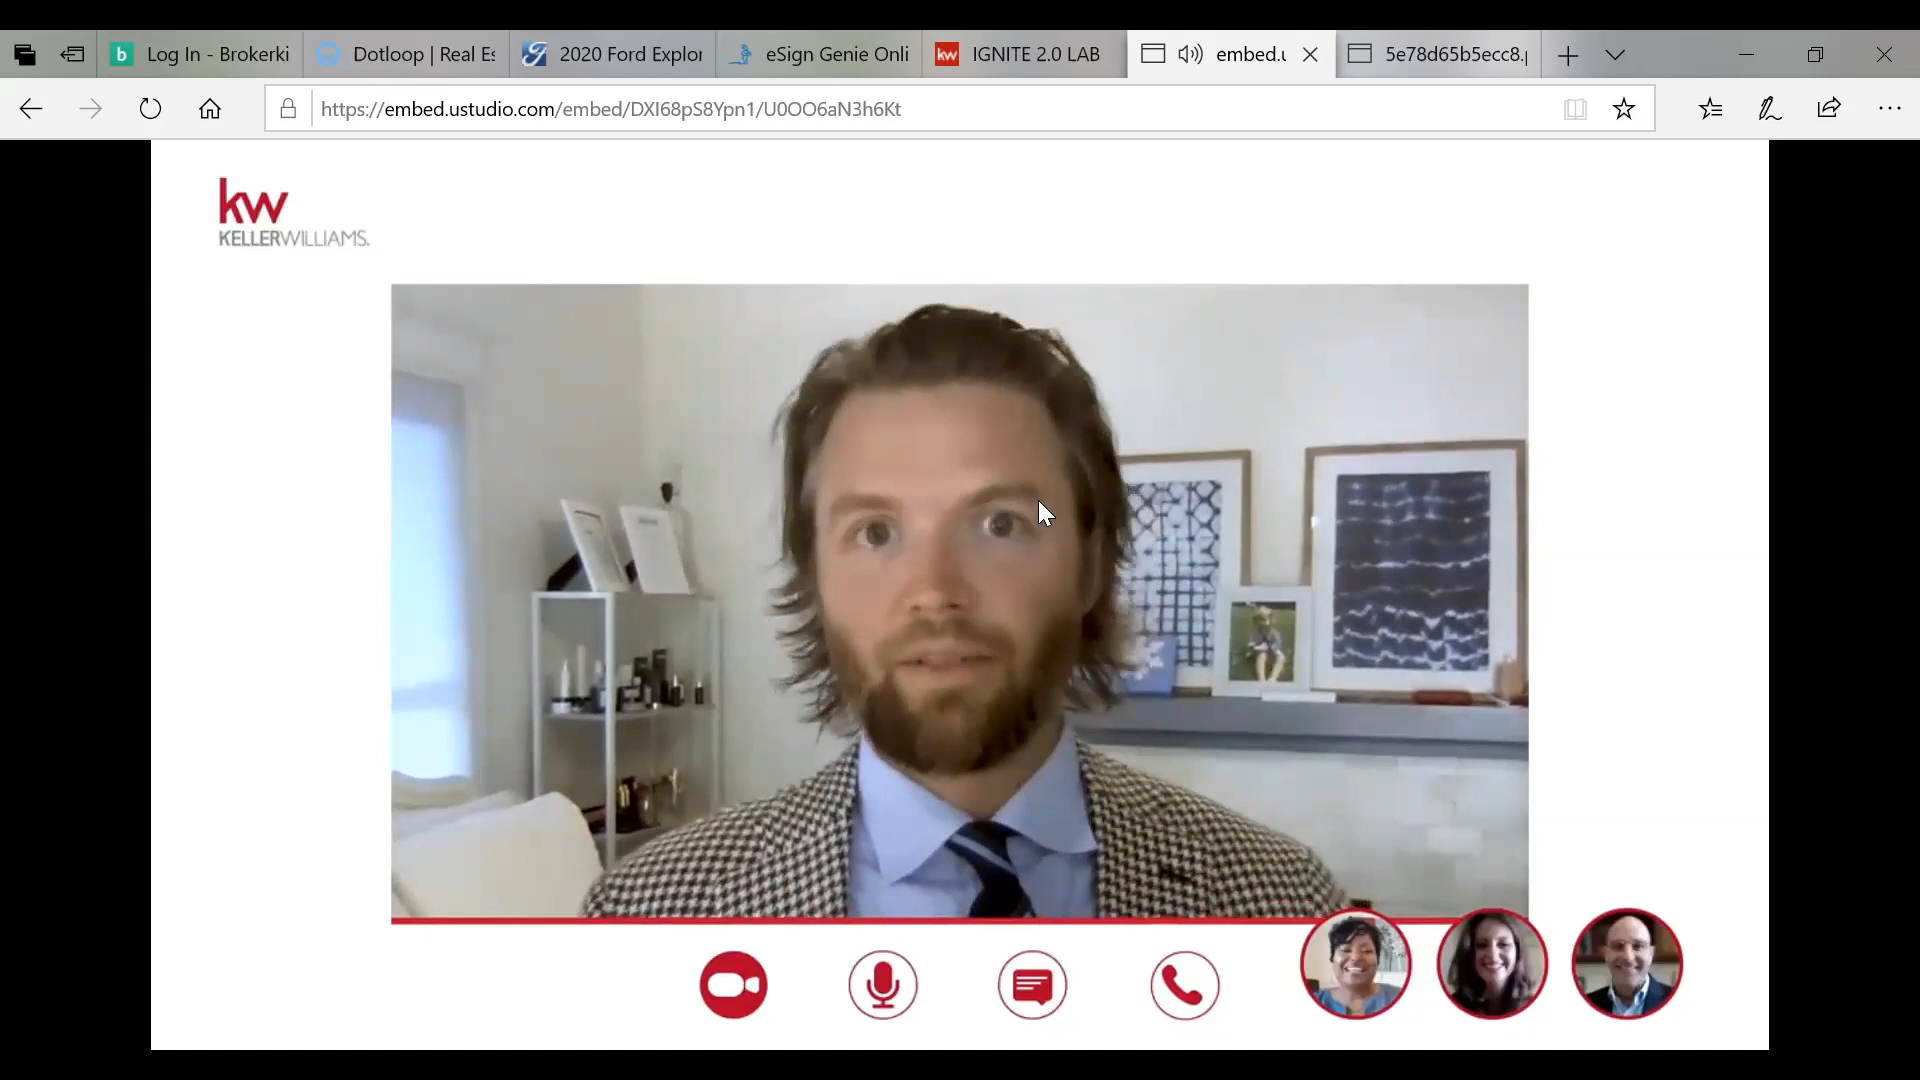 Log In - Brokerki
Dotloop | Real Es
2020 Ford Explor
eSign Genie Onli
kw
IGNITE 2.0 LAB
embed.u
5e78d65b5ecc8.p
https://embed.ustudio.com/embed/DXI68pS8Ypn1/U0OO6aN3h6Kt
kw
KELLERWILLIAMS.